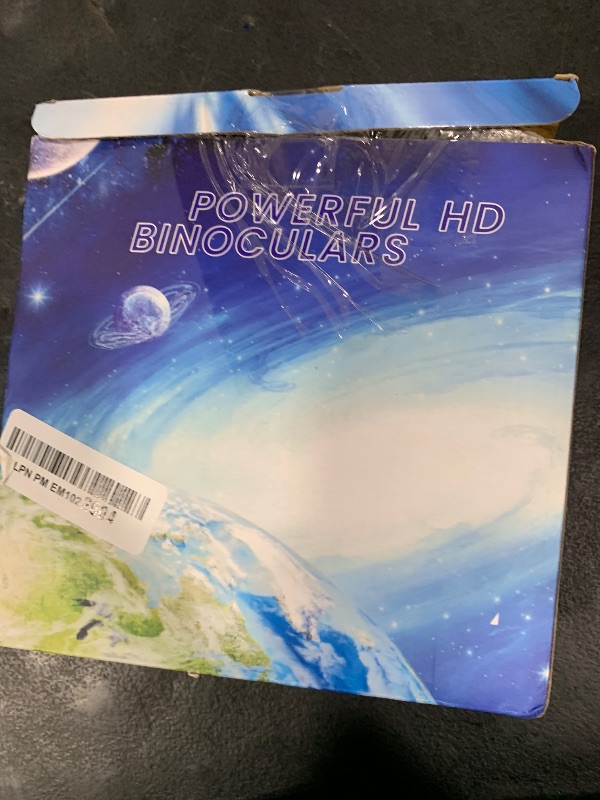 POWERFUL HD
BINOCULARS
LPN PM EM102